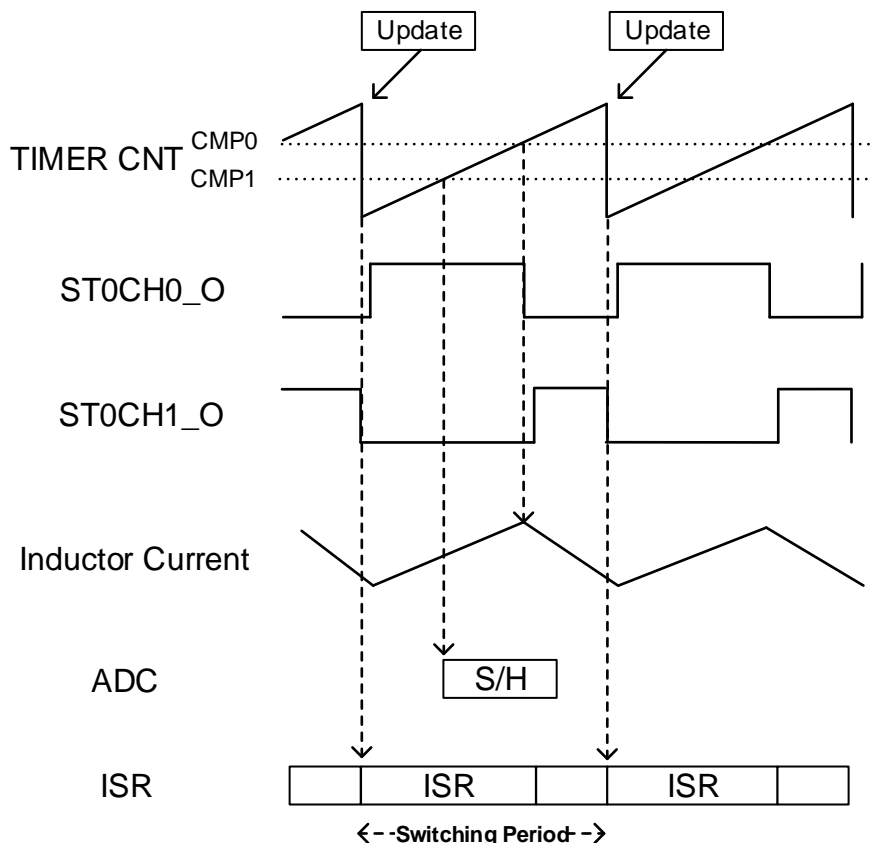 Update
Update
TIMER CNT
CMP0
CMP1
ST0CH0_O
ST0CH1_O
Inductor Current
ADC
S/H
ISR
ISR
ISR
Switching Period